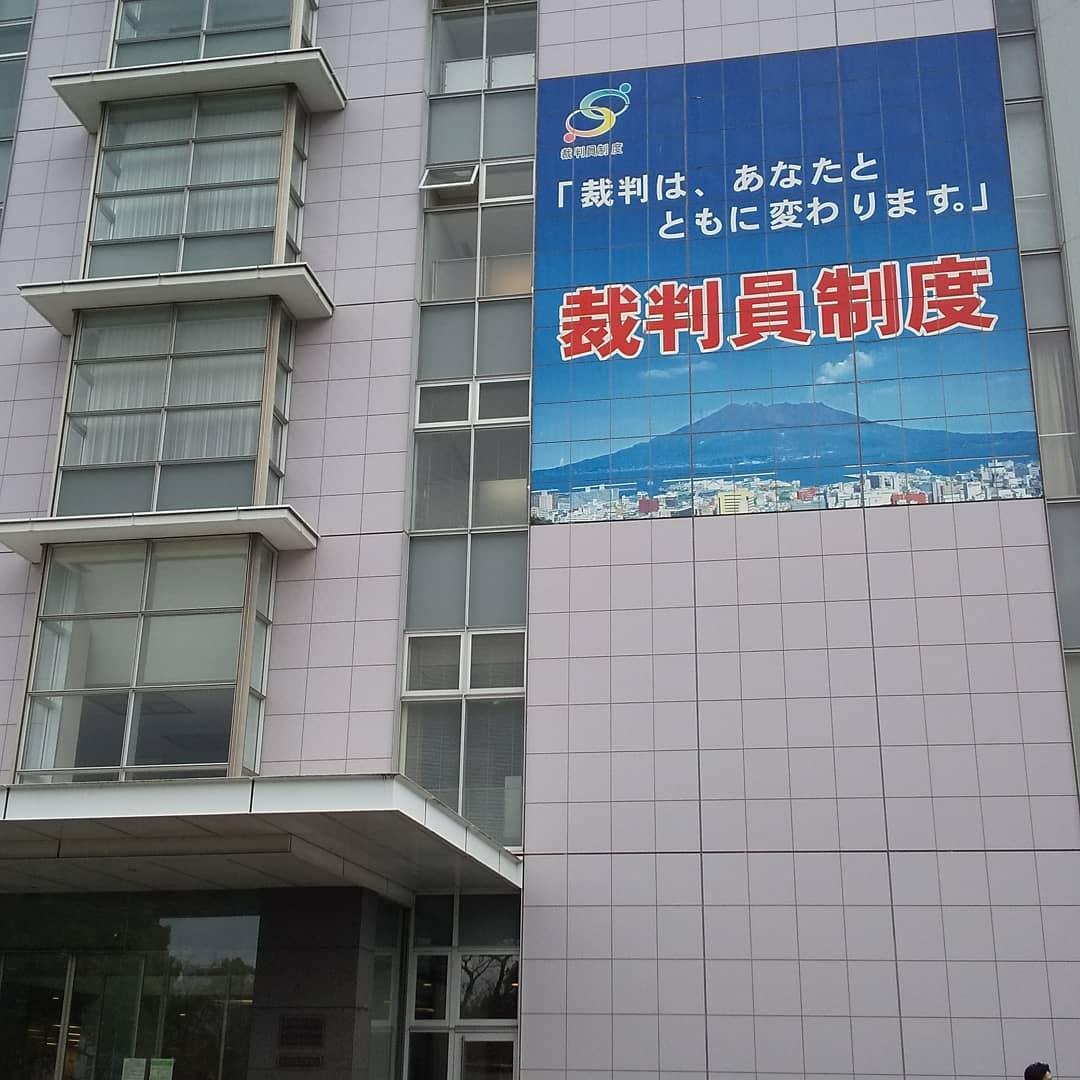 裁判員制度
「裁判は、あなたと
ともに変わります。」
裁判員制度